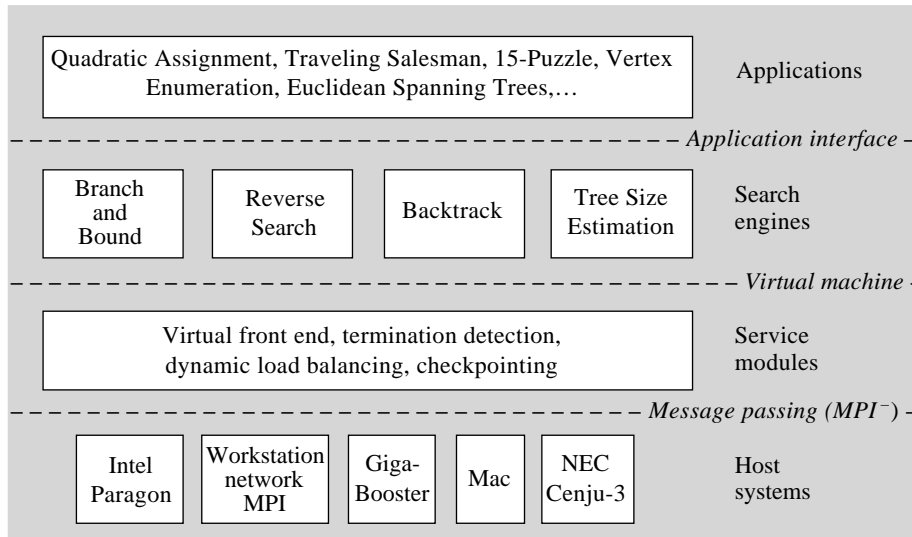 Quadratic Assignment, Traveling Salesman, 15-Puzzle, Vertex
Enumeration, Euclidean Spanning Trees,…
Applications
Application interface
Branch
and
Bound
Reverse
Search
Backtrack
Tree Size
Estimation
Search
engines
Virtual machine
Virtual front end, termination detection,
dynamic load balancing, checkpointing
Service
modules
Message passing (MPI⁻)
Intel
Paragon
Workstation
network
MPI
Giga-
Booster
Mac
NEC
Cenju-3
Host
systems